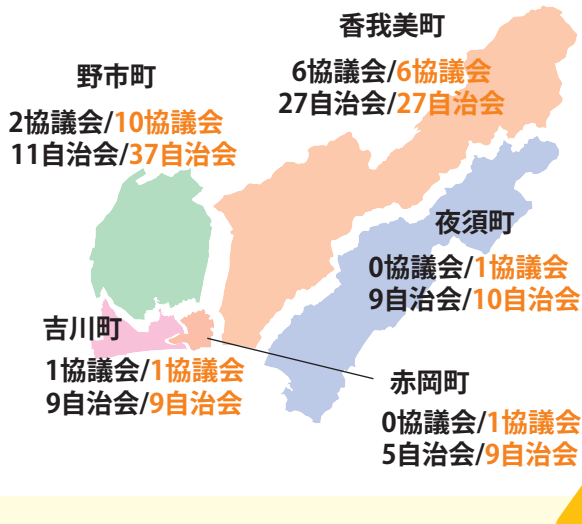 香我美町
6協議会/6協議会
27自治会/27自治会
野市町
2協議会/10協議会
11自治会/37自治会
夜須町
0協議会/1協議会
9自治会/10自治会
吉川町
1協議会/1協議会
9自治会/9自治会
赤岡町
0協議会/1協議会
5自治会/9自治会